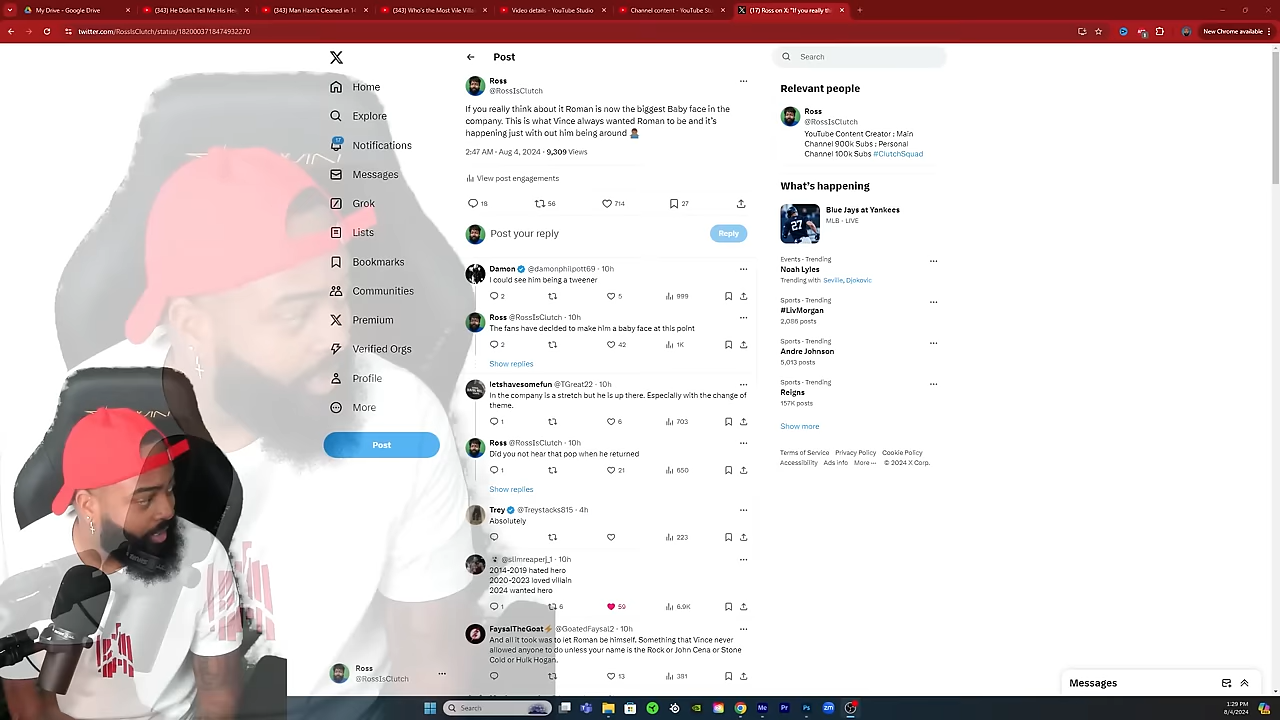 My Drive - Google Drive
(343) He Didn't Tell Me His He
(343) Man Hasn't Cleaned in 14
(343) Who's the Most Vile Villa
Video details - YouTube Studio
Channel content - YouTube Stu
(17) Ross on X: "If you really th
twitter.com/RossIsClutch/status/1820003718474932270
New Chrome available
Home
Explore
17
Notifications
Messages
Grok
Lists
Bookmarks
Communities
Premium
Verified Orgs
Profile
More
Post
Ross
@RossIsClutch
Post
Ross
@RossIsClutch
If you really think about it Roman is now the biggest Baby face in the
company. This is what Vince always wanted Roman to be and it's
happening just with out him being around
2:47 AM · Aug 4, 2024 · 9,309 Views
View post engagements
18 56 714 27
Post your reply
Reply
Damon @damonphilpott69 · 10h
I could see him being a tweener
2 5 999
Ross @RossIsClutch · 10h
The fans have decided to make him a baby face at this point
2 42 1K
Show replies
letshavesomefun @TGreat22 · 10h
In the company is a stretch but he is up there. Especially with the change of
theme.
1 6 703
Ross @RossIsClutch · 10h
Did you not hear that pop when he returned
1 21 650
Show replies
Trey @Treystacks815 · 4h
Absolutely
223
@slimreaperj_1 · 10h
2014-2019 hated hero
2020-2023 loved villain
2024 wanted hero
1 6 59 6.9K
FaysalTheGoat @GoatedFaysal2 · 10h
And all it took was to let Roman be himself. Something that Vince never
allowed anyone to do unless your name is the Rock or John Cena or Stone
Cold or Hulk Hogan.
13 381
Search
Relevant people
Ross
@RossIsClutch
YouTube Content Creator : Main
Channel 900k Subs : Personal
Channel 100k Subs #ClutchSquad
What's happening
27
Blue Jays at Yankees
MLB · LIVE
Events · Trending
Noah Lyles
Trending with Seville, Djokovic
Sports · Trending
#LivMorgan
2,086 posts
Sports · Trending
Andre Johnson
5,013 posts
Sports · Trending
Reigns
157K posts
Show more
Terms of Service Privacy Policy Cookie Policy
Accessibility Ads info More ··· © 2024 X Corp.
Messages
Search
1:29 PM
8/4/2024